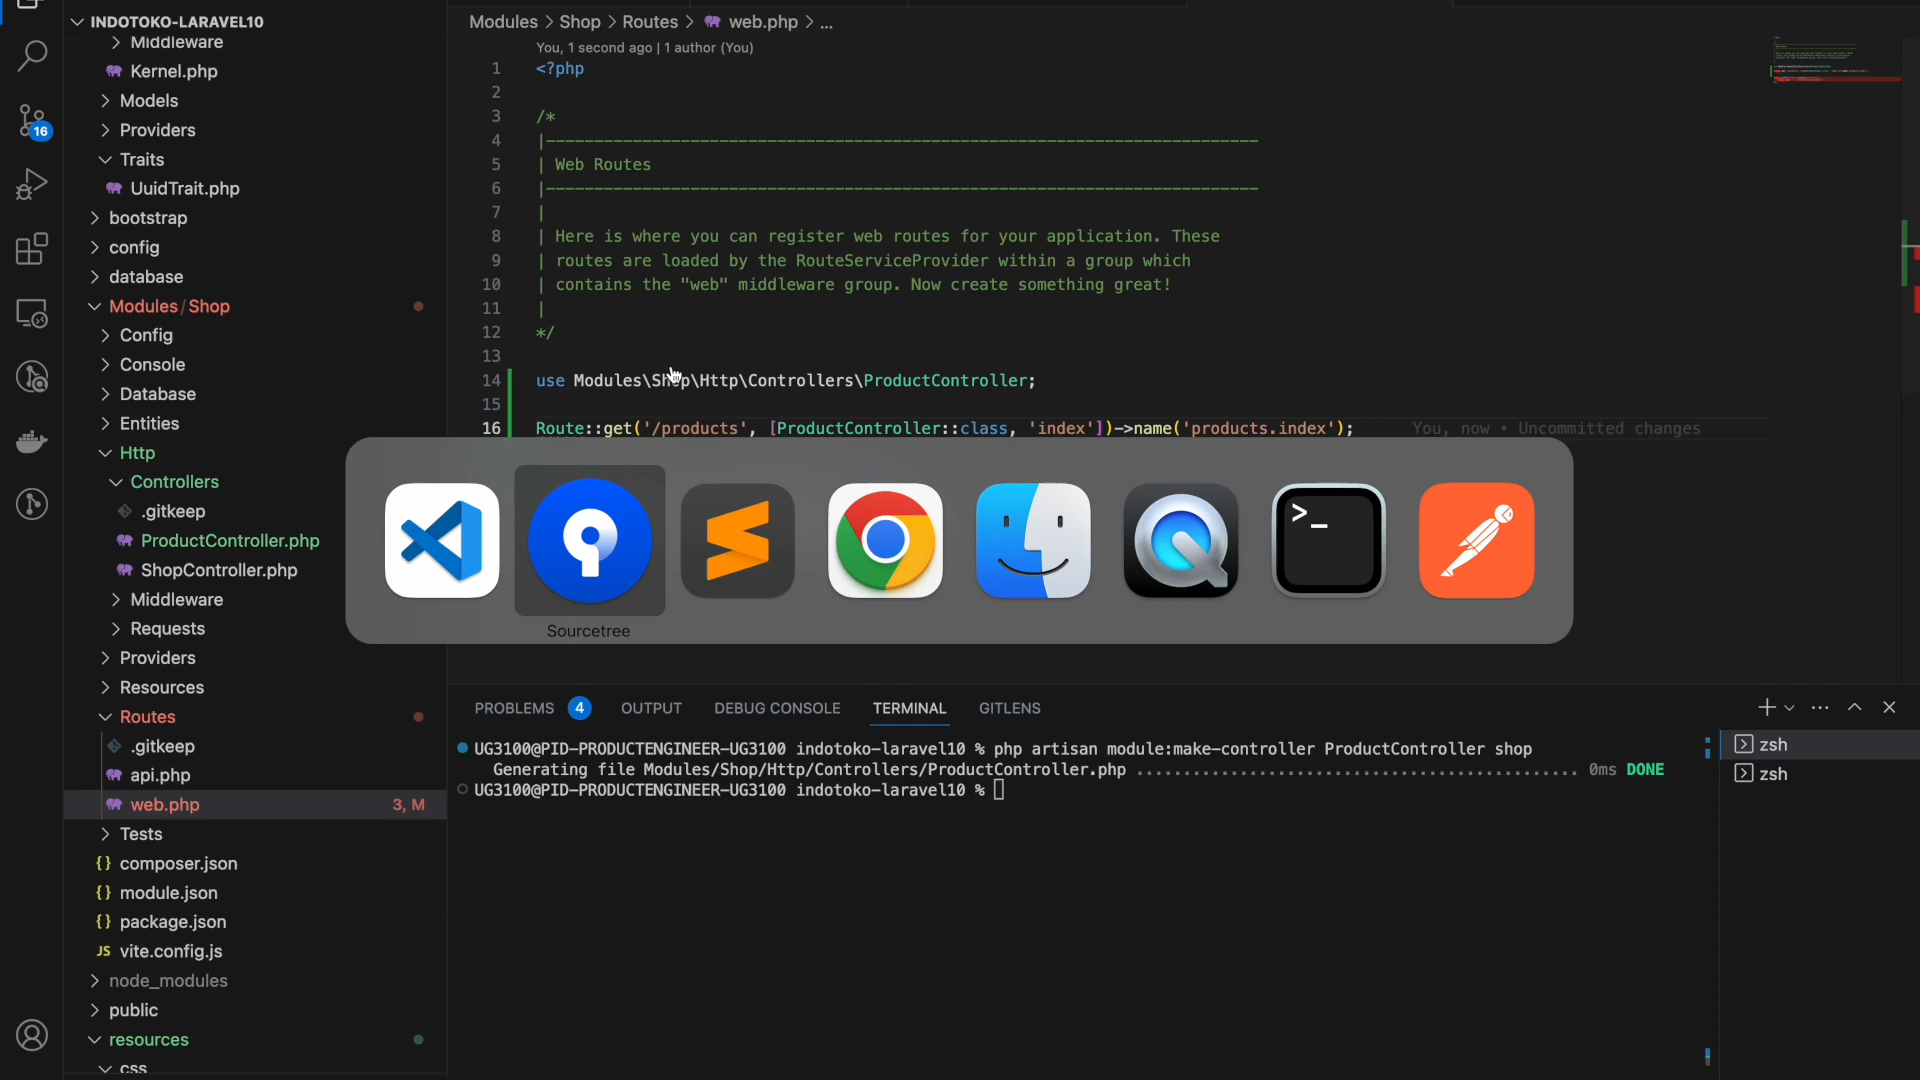 INDOTOKO-LARAVEL10
Middleware
Kernel.php
Models
Providers
Traits
UuidTrait.php
bootstrap
config
database
Modules / Shop
Config
Console
Database
Entities
Http
Controllers
.gitkeep
ProductController.php
ShopController.php
Middleware
Requests
Providers
Resources
Routes
.gitkeep
api.php
web.php 3, M
Tests
{} composer.json
{} module.json
{} package.json
JS vite.config.js
node_modules
public
resources
css
16
Modules > Shop > Routes > web.php > ...
You, 1 second ago | 1 author (You)
1 <?php
2
3 /*
4 |--------------------------------------------------------------------------
5 | Web Routes
6 |--------------------------------------------------------------------------
7 |
8 | Here is where you can register web routes for your application. These
9 | routes are loaded by the RouteServiceProvider within a group which
10 | contains the "web" middleware group. Now create something great!
11 |
12 */
13
14 use Modules\Shop\Http\Controllers\ProductController;
15
16 Route::get('/products', [ProductController::class, 'index'])->name('products.index'); You, now • Uncommitted changes
>_
Sourcetree
PROBLEMS 4 OUTPUT DEBUG CONSOLE TERMINAL GITLENS
UG3100@PID-PRODUCTENGINEER-UG3100 indotoko-laravel10 % php artisan module:make-controller ProductController shop
Generating file Modules/Shop/Http/Controllers/ProductController.php .............................................. 0ms DONE
UG3100@PID-PRODUCTENGINEER-UG3100 indotoko-laravel10 %
zsh
zsh